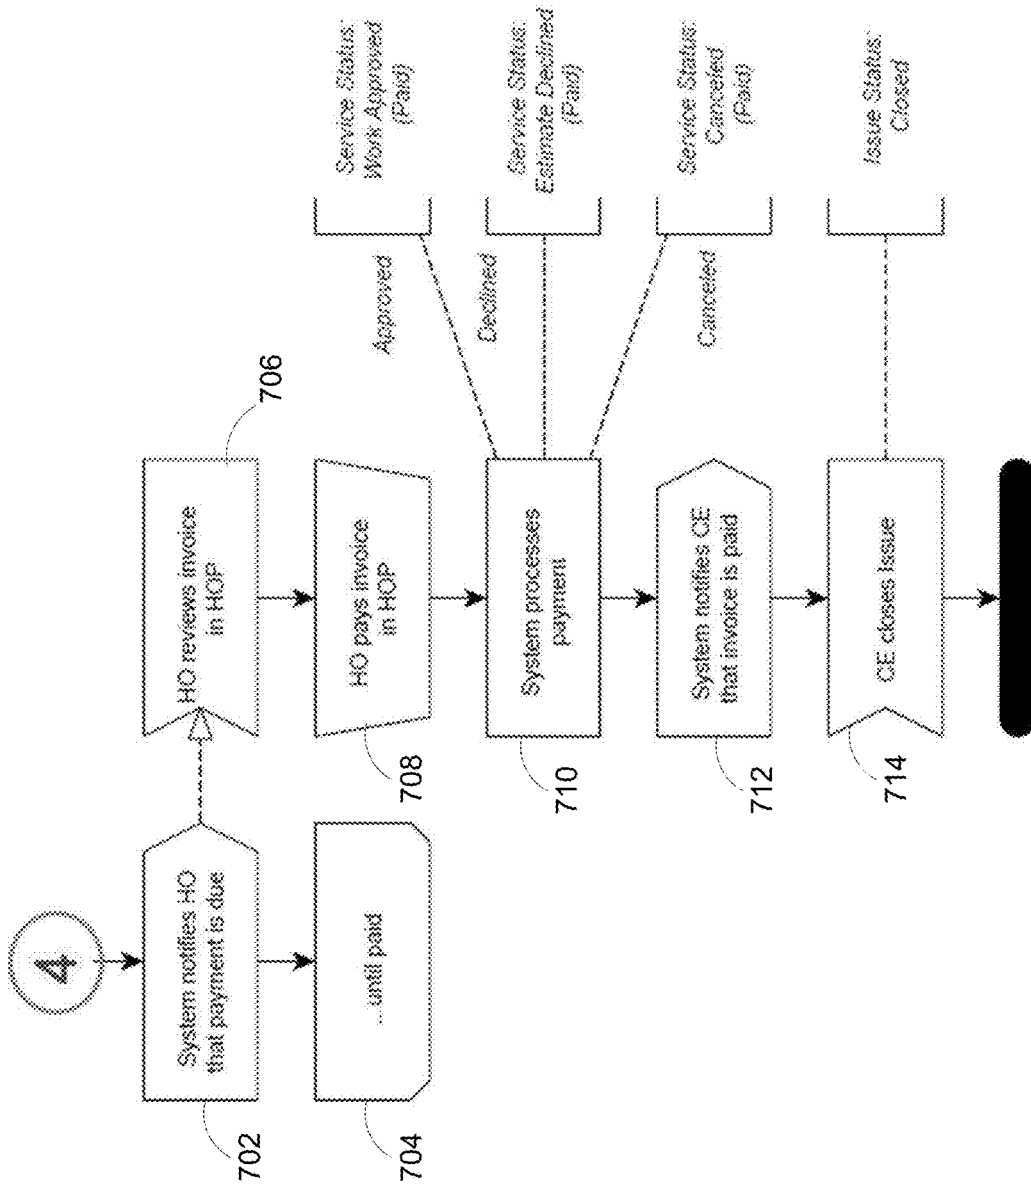 4
System notifies HO
that payment is due
702
...until paid
704
HO reviews invoice
in HOP
706
HO pays invoice
in HOP
708
System processes
payment
710
Approved
Service Status:
Work Approved
(Paid)
Declined
Service Status:
Estimate Declined
(Paid)
Canceled
Service Status:
Canceled
(Paid)
System notifies CE
that invoice is paid
712
CE closes Issue
714
Issue Status:
Closed